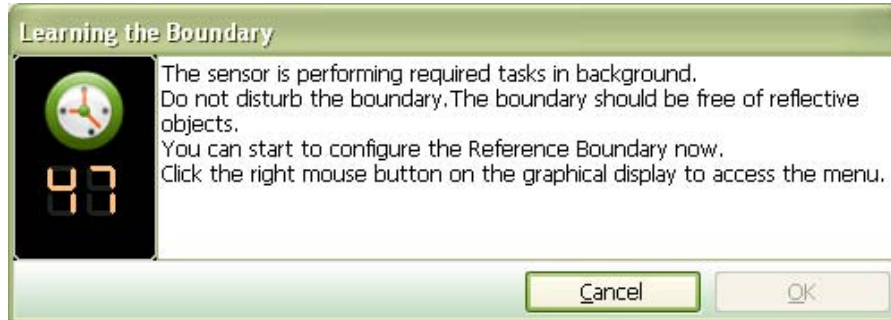 Learning the Boundary
The sensor is performing required tasks in background.
Do not disturb the boundary.The boundary should be free of reflective
objects.
You can start to configure the Reference Boundary now.
Click the right mouse button on the graphical display to access the menu.
47
Cancel
OK